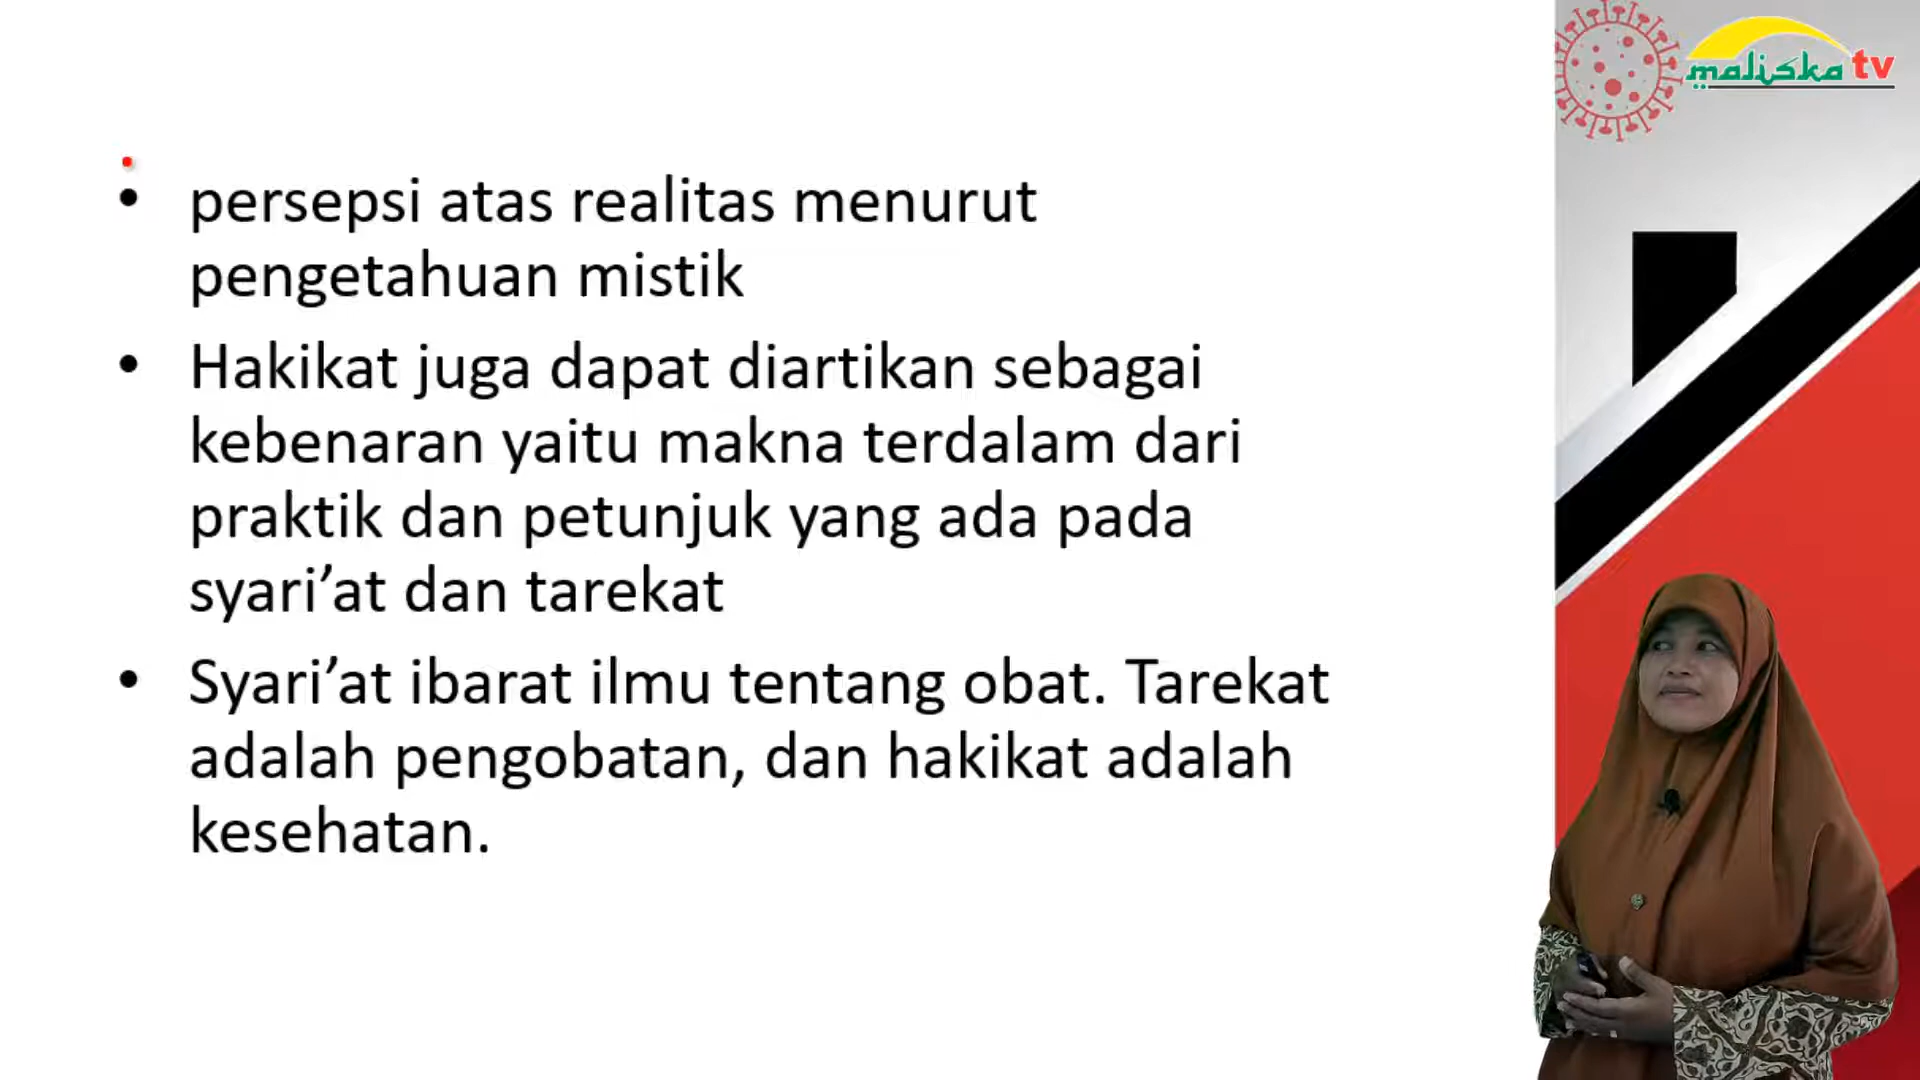 maliska tv
• persepsi atas realitas menurut
pengetahuan mistik
• Hakikat juga dapat diartikan sebagai
kebenaran yaitu makna terdalam dari
praktik dan petunjuk yang ada pada
syari’at dan tarekat
• Syari’at ibarat ilmu tentang obat. Tarekat
adalah pengobatan, dan hakikat adalah
kesehatan.